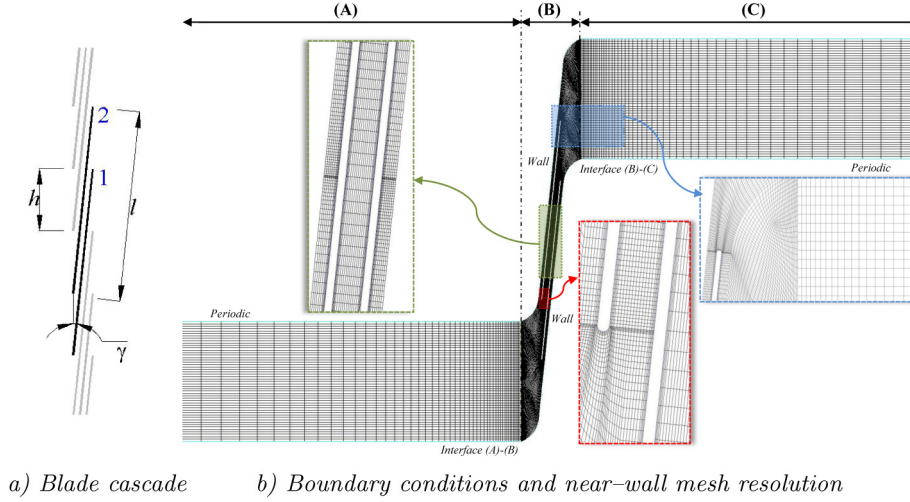 (A)
(B)
(C)
2
1
h
l
γ
Wall
Interface (B)-(C)
Periodic
Periodic
Wall
Interface (A)-(B)
a) Blade cascade
b) Boundary conditions and near–wall mesh resolution